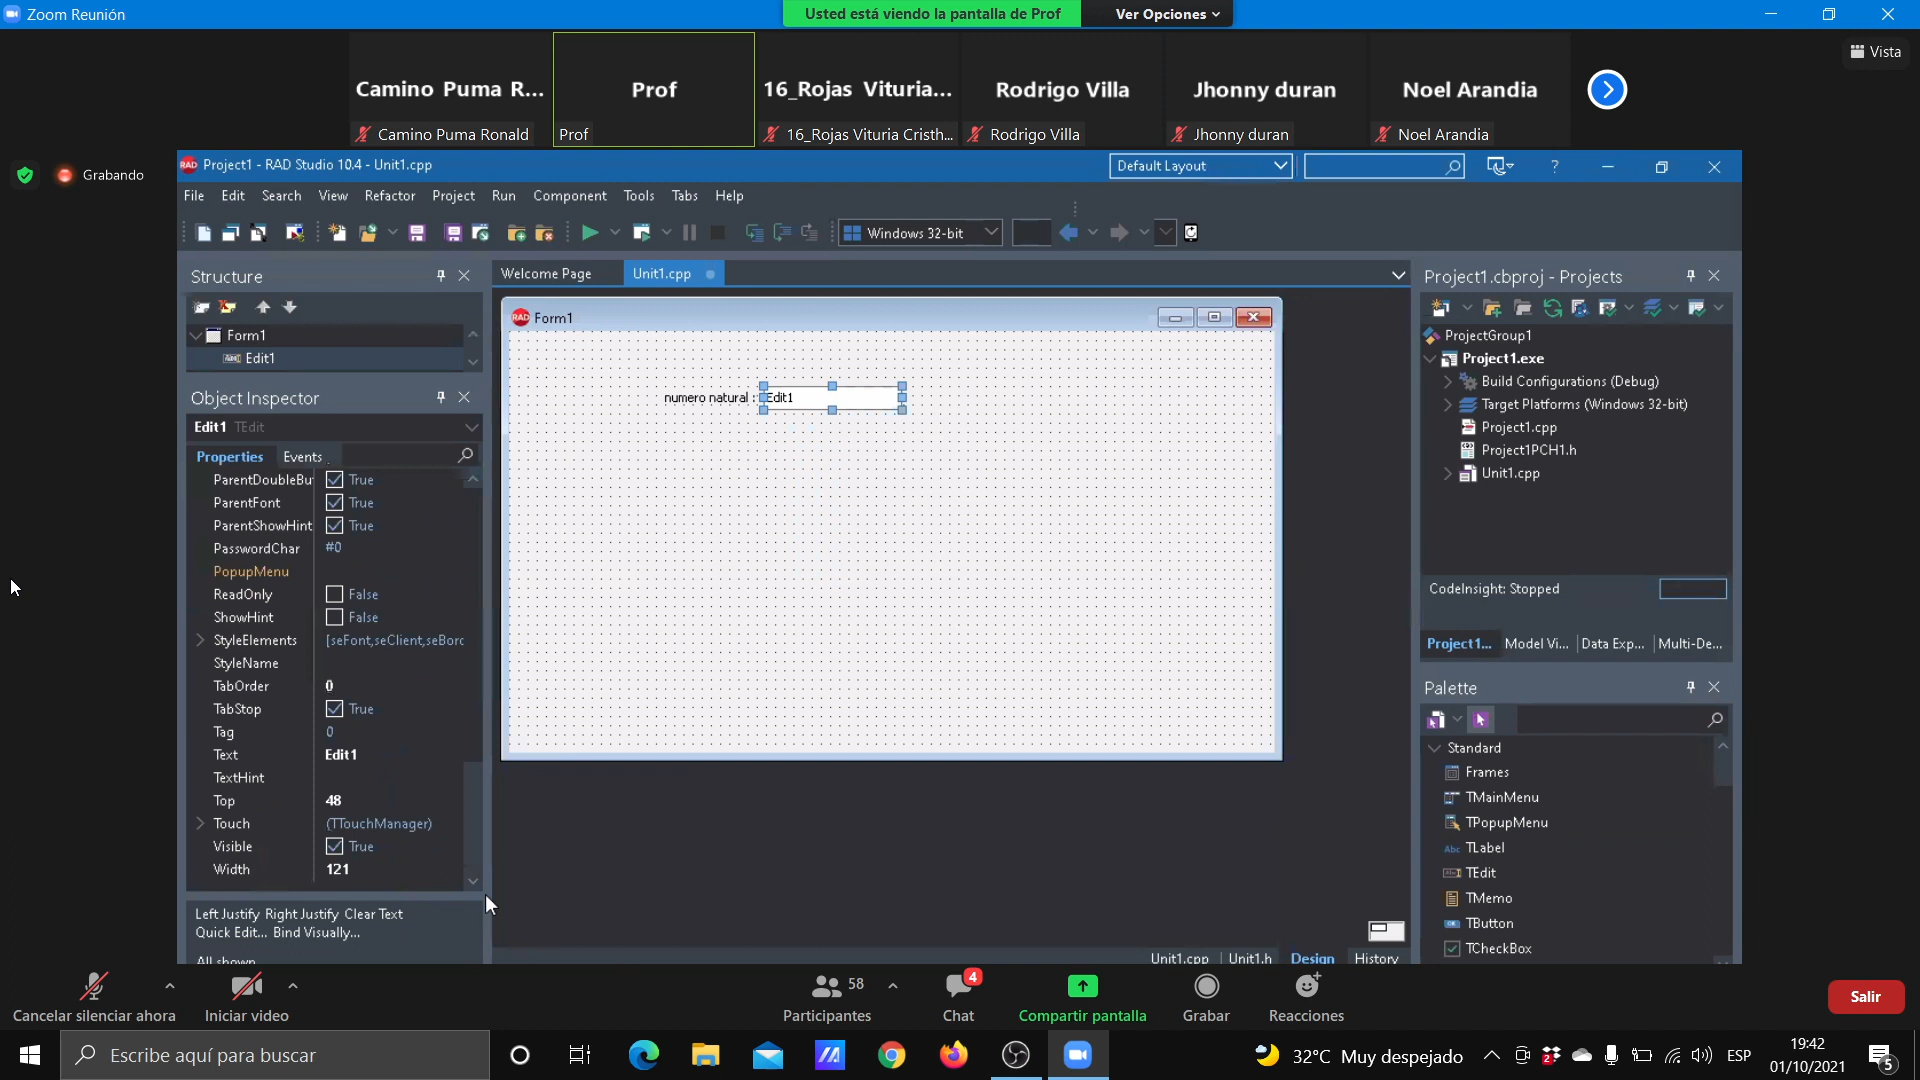 Zoom Reunión
Usted está viendo la pantalla de Prof
Ver Opciones
Vista
Camino Puma R...
Prof
16_Rojas Vituria...
Rodrigo Villa
Jhonny duran
Noel Arandia
Camino Puma Ronald
Prof
16_Rojas Vituria Cristh...
Rodrigo Villa
Jhonny duran
Noel Arandia
Grabando
Project1 - RAD Studio 10.4 - Unit1.cpp
Default Layout
File Edit Search View Refactor Project Run Component Tools Tabs Help
Windows 32-bit
Structure
Form1
Edit1
Object Inspector
Edit1 TEdit
Properties Events
ParentDoubleBu True
ParentFont True
ParentShowHint True
PasswordChar #0
PopupMenu
ReadOnly False
ShowHint False
StyleElements [seFont,seClient,seBorc
StyleName
TabOrder 0
TabStop True
Tag 0
Text Edit1
TextHint
Top 48
Touch (TTouchManager)
Visible True
Width 121
Left Justify Right Justify Clear Text
Quick Edit... Bind Visually...
All shown
Welcome Page
Unit1.cpp
Form1
numero natural :
Edit1
Unit1.cpp Unit1.h Design History
Project1.cbproj - Projects
ProjectGroup1
Project1.exe
Build Configurations (Debug)
Target Platforms (Windows 32-bit)
Project1.cpp
Project1PCH1.h
Unit1.cpp
CodeInsight: Stopped
Project1... Model Vi... Data Exp... Multi-De...
Palette
Standard
Frames
TMainMenu
TPopupMenu
TLabel
TEdit
TMemo
TButton
TCheckBox
Cancelar silenciar ahora
Iniciar video
58
Participantes
4
Chat
Compartir pantalla
Grabar
Reacciones
Salir
Escribe aquí para buscar
32°C Muy despejado
2
ESP
19:42
01/10/2021
5